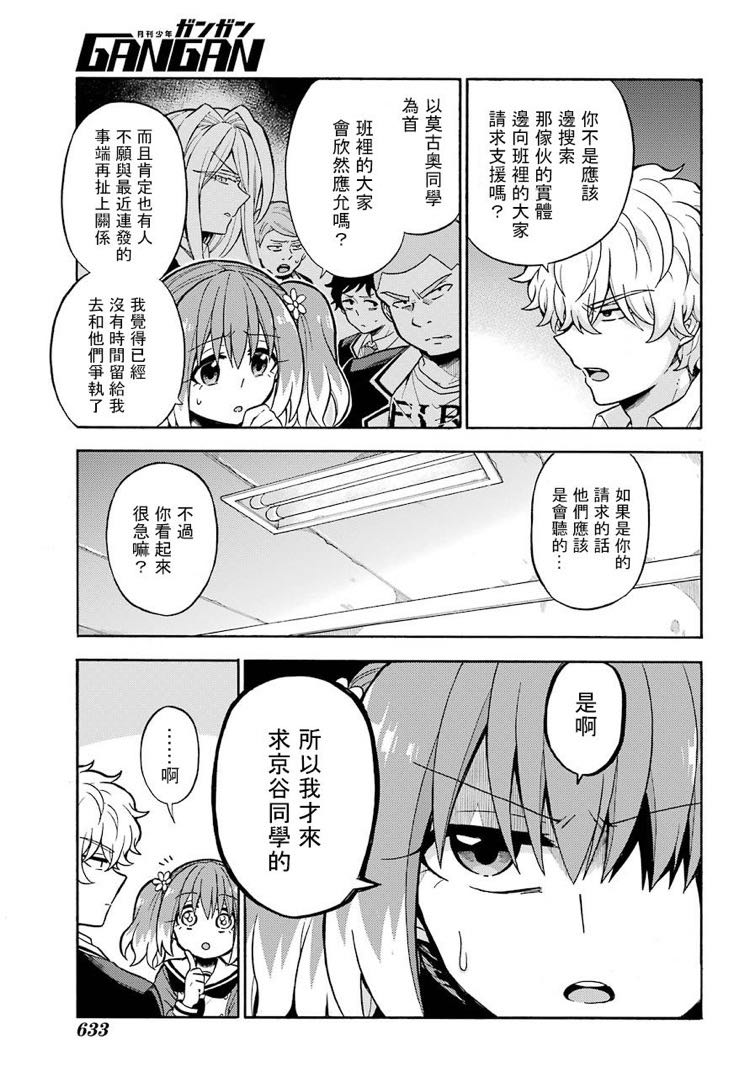 月刊少年
ガンガン
GANGAN
你不是應該
邊搜索
那傢伙的實體
邊向班裡的大家
請求支援嗎？
以莫古奧同學
為首
班裡的大家
會欣然應允嗎？
而且肯定也有人
不願與最近連發的
事端再扯上關係
我覺得已經
沒有時間留給我
去和他們爭執了
FIR
如果是你的
請求的話
他們應該
是會聽的…
不過
你看起來
很急嘛？
是啊
所以我才來
求京谷同學的
……啊
633